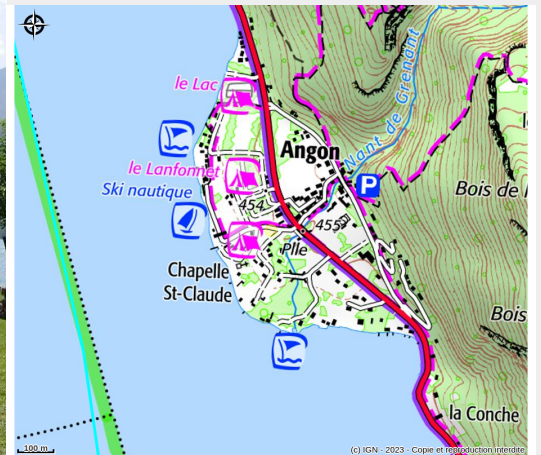 le Lac
Nant de Grenant
Angon
le Lanfonnet
Ski nautique
P
Bois de
454
455
Plle
Chapelle
St-Claude
Bois
la Conche
100 m
(c) IGN - 2023 - Copie et reproduction interdite